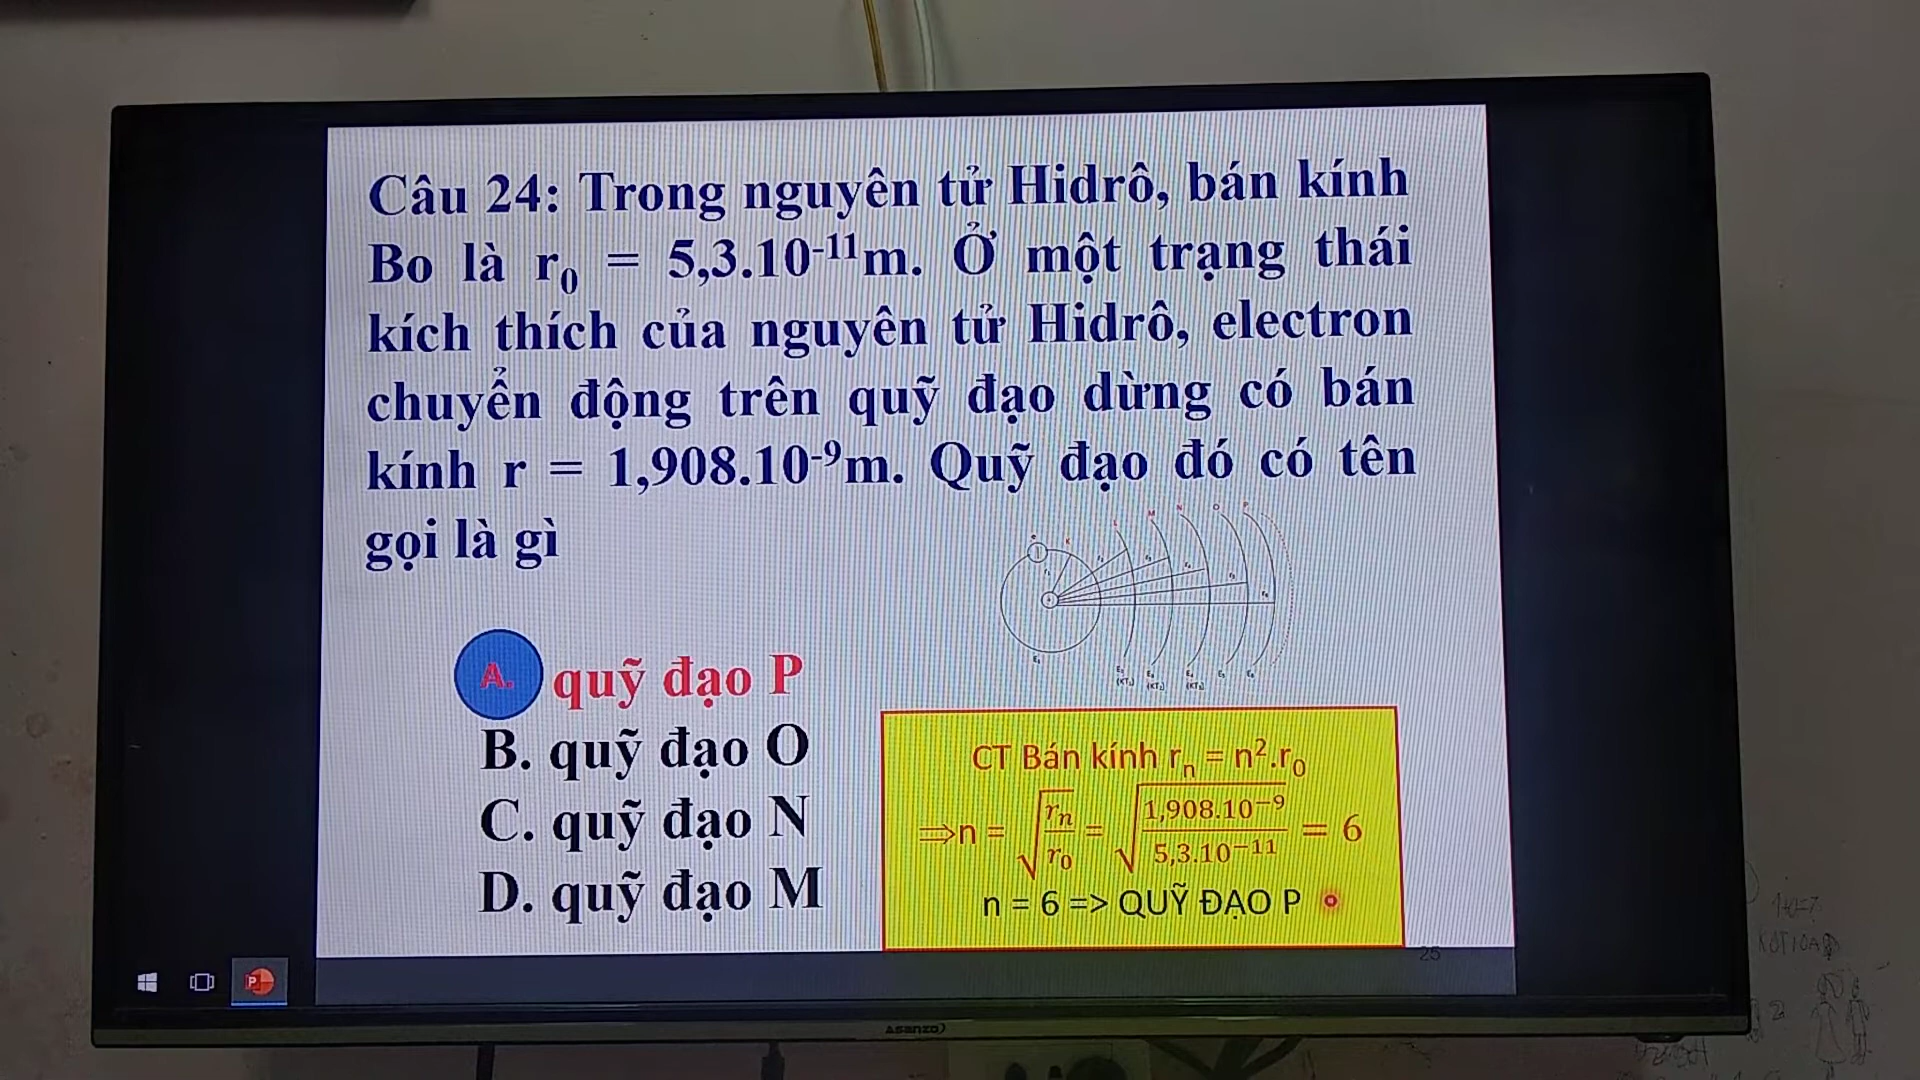 Câu 24: Trong nguyên tử Hidrô, bán kính
Bo là r₀ = 5,3.10⁻¹¹m. Ở một trạng thái
kích thích của nguyên tử Hidrô, electron
chuyển động trên quỹ đạo dừng có bán
kính r = 1,908.10⁻⁹m. Quỹ đạo đó có tên
gọi là gì
L M N O P
e K
A. quỹ đạo P
B. quỹ đạo O
C. quỹ đạo N
D. quỹ đạo M
CT Bán kính rₙ = n².r₀
⇒n = √(rₙ/r₀) = √(1,908.10⁻⁹/5,3.10⁻¹¹) = 6
n = 6 => QUỸ ĐẠO P
25
P
Asanzo